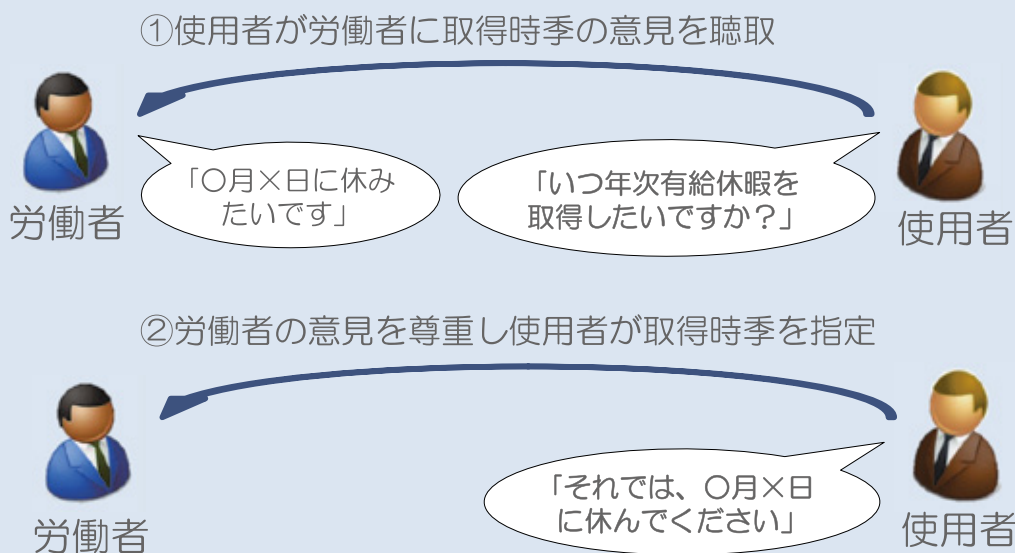 ①使用者が労働者に取得時季の意見を聴取
「〇月×日に休み
たいです」
「いつ年次有給休暇を
取得したいですか？」
労働者
使用者
②労働者の意見を尊重し使用者が取得時季を指定
「それでは、〇月×日
に休んでください」
労働者
使用者